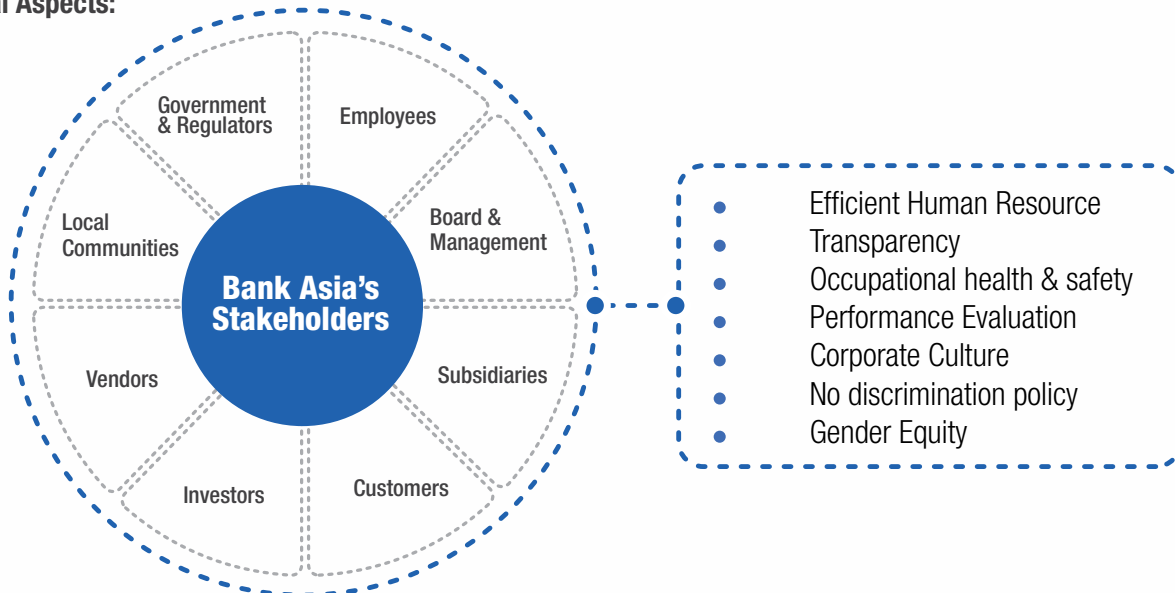 Aspects:
Government
& Regulators
Employees
Local
Communities
Board &
Management
Bank Asia's
Stakeholders
Vendors
Subsidiaries
Investors
Customers
• Efficient Human Resource
• Transparency
• Occupational health & safety
• Performance Evaluation
• Corporate Culture
• No discrimination policy
• Gender Equity